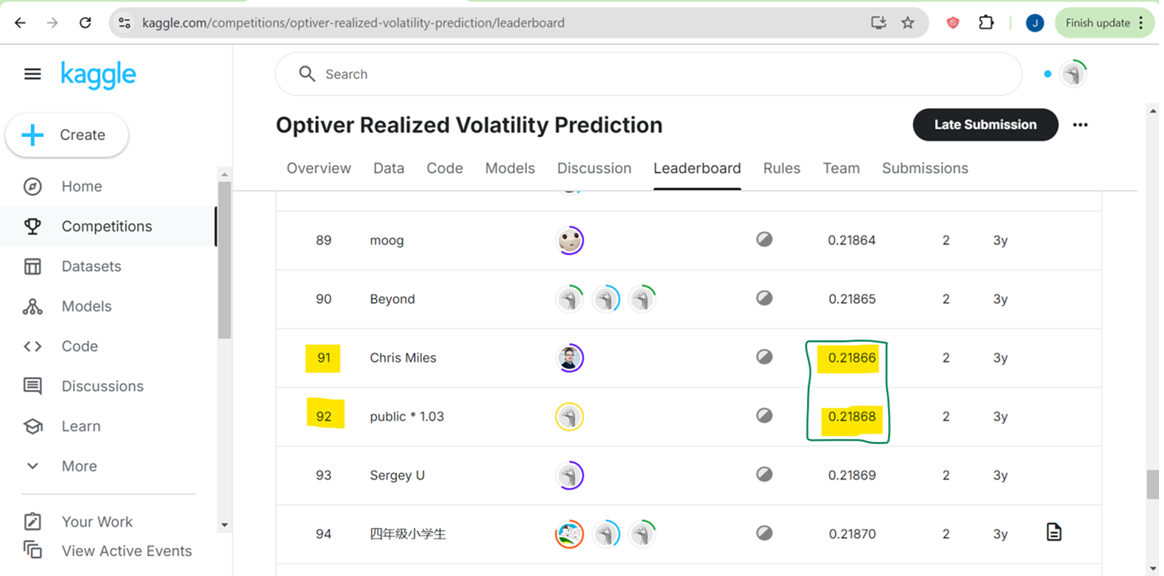 kaggle.com/competitions/optiver-realized-volatility-prediction/leaderboard
J
Finish update
kaggle
Search
Create
Optiver Realized Volatility Prediction
Late Submission
Overview Data Code Models Discussion Leaderboard Rules Team Submissions
Home
Competitions
Datasets
Models
Code
Discussions
Learn
More
Your Work
View Active Events
89 moog 0.21864 2 3y
90 Beyond 0.21865 2 3y
91 Chris Miles 0.21866 2 3y
92 public * 1.03 0.21868 2 3y
93 Sergey U 0.21869 2 3y
94 四年级小学生 0.21870 2 3y